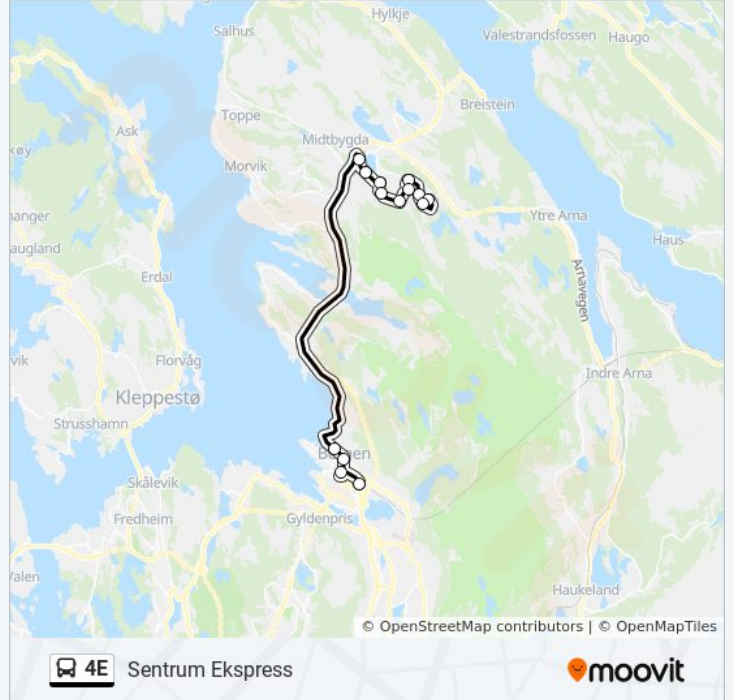 Hylkje
Salhus
Valestrandsfossen
Haugo
Breistein
Toppe
Ask
Midtbygda
køy
Morvik
anger
Ytre Arna
augland
Haus
Erdal
Arnavegen
vik
Florvåg
Indre Arna
Kleppestø
Strusshamn
Skålevik
Fredheim
Gyldenpris
Valen
Haukeland
© OpenStreetMap contributors | © OpenMapTiles
4E Sentrum Ekspress
moovit